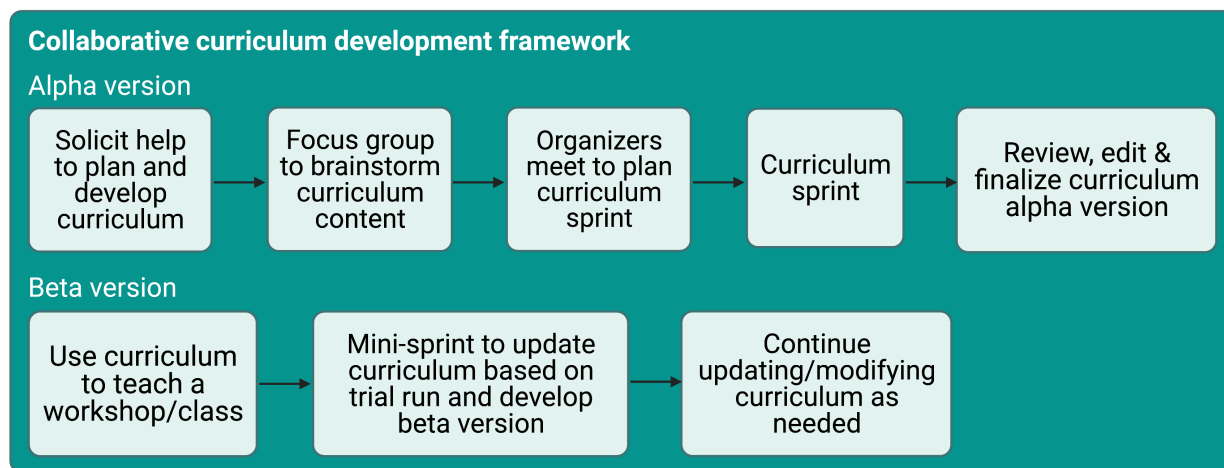 Collaborative curriculum development framework
Alpha version
Solicit help
to plan and
develop
curriculum
Focus group
to brainstorm
curriculum
content
Organizers
meet to plan
curriculum
sprint
Curriculum
sprint
Review, edit &
finalize curriculum
alpha version
Beta version
Use curriculum
to teach a
workshop/class
Mini-sprint to update
curriculum based on
trial run and develop
beta version
Continue
updating/modifying
curriculum as
needed